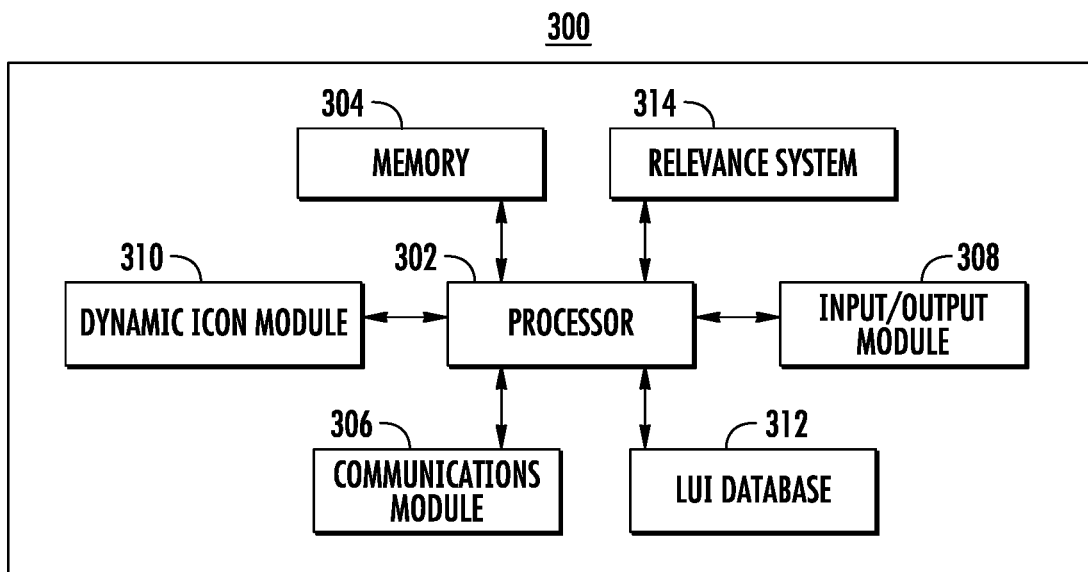 300
304
MEMORY
314
RELEVANCE SYSTEM
310
DYNAMIC ICON MODULE
302
PROCESSOR
308
INPUT/OUTPUT
MODULE
306
COMMUNICATIONS
MODULE
312
LUI DATABASE